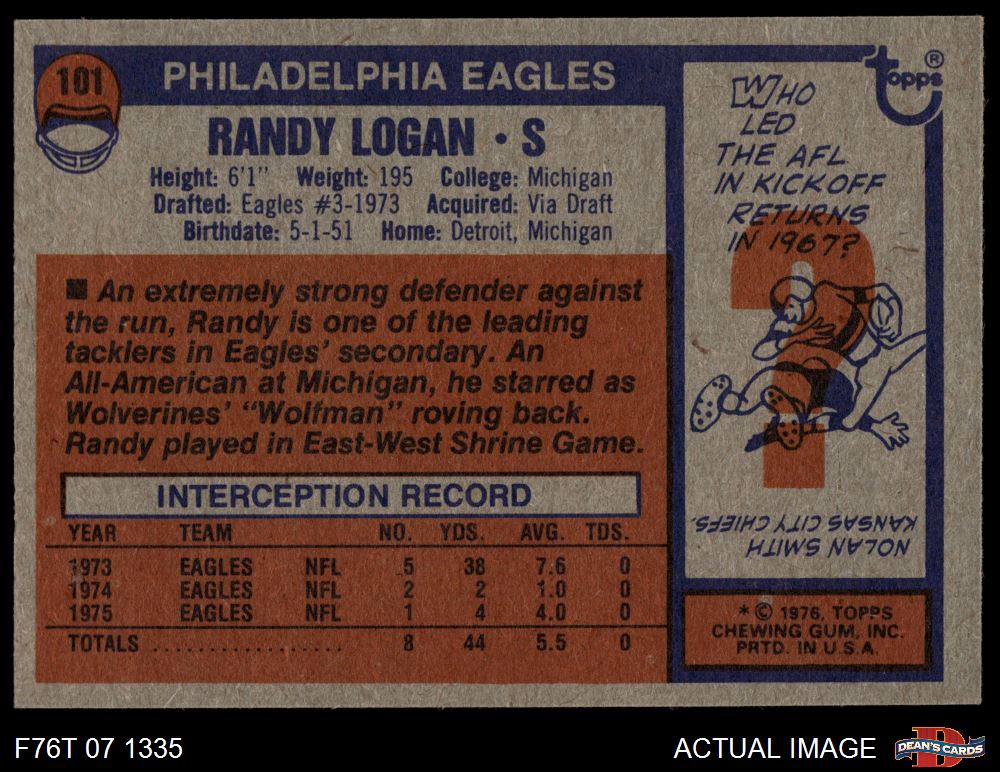 101
PHILADELPHIA EAGLES
RANDY LOGAN • S
Height: 6'1" Weight: 195 College: Michigan
Drafted: Eagles #3-1973 Acquired: Via Draft
Birthdate: 5-1-51 Home: Detroit, Michigan
■ An extremely strong defender against
the run, Randy is one of the leading
tacklers in Eagles' secondary. An
All-American at Michigan, he starred as
Wolverines' "Wolfman" roving back.
Randy played in East-West Shrine Game.
INTERCEPTION RECORD
YEAR TEAM NO. YDS. AVG. TDS.
1973 EAGLES NFL 5 38 7.6 0
1974 EAGLES NFL 2 2 1.0 0
1975 EAGLES NFL 1 4 4.0 0
TOTALS .................. 8 44 5.5 0
Topps®
WHO
LED
THE AFL
IN KICKOFF
RETURNS
IN 1967?
?
NOLAN SMITH
KANSAS CITY CHIEFS.
* © 1976, TOPPS
CHEWING GUM, INC.
PRTD. IN U.S.A.
F76T 07 1335
ACTUAL IMAGE
D
DEAN'S CARDS